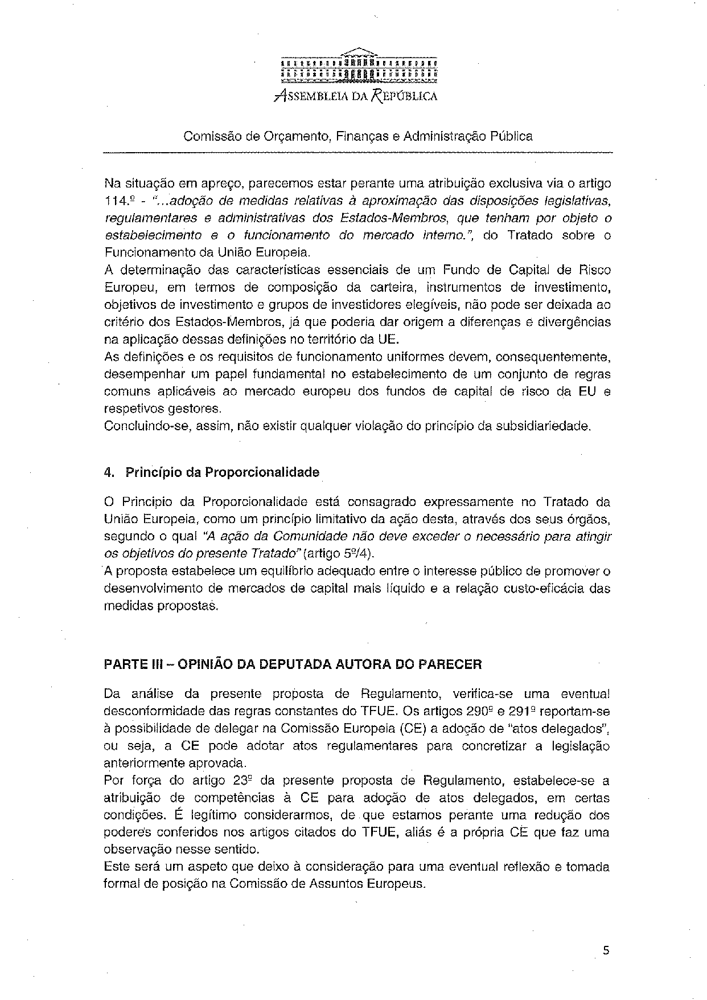 ASSEMBLEIA DA REPÚBLICA
Comissão de Orçamento, Finanças e Administração Pública
Na situação em apreço, parecemos estar perante uma atribuição exclusiva via o artigo
114.º - "...adoção de medidas relativas à aproximação das disposições legislativas,
regulamentares e administrativas dos Estados-Membros, que tenham por objeto o
estabelecimento e o funcionamento do mercado interno.", do Tratado sobre o
Funcionamento da União Europeia.
A determinação das características essenciais de um Fundo de Capital de Risco
Europeu, em termos de composição da carteira, instrumentos de investimento,
objetivos de investimento e grupos de investidores elegíveis, não pode ser deixada ao
critério dos Estados-Membros, já que poderia dar origem a diferenças e divergências
na aplicação dessas definições no território da UE.
As definições e os requisitos de funcionamento uniformes devem, consequentemente,
desempenhar um papel fundamental no estabelecimento de um conjunto de regras
comuns aplicáveis ao mercado europeu dos fundos de capital de risco da EU e
respetivos gestores.
Concluindo-se, assim, não existir qualquer violação do princípio da subsidiariedade.
4. Princípio da Proporcionalidade
O Principio da Proporcionalidade está consagrado expressamente no Tratado da
União Europeia, como um princípio limitativo da ação desta, através dos seus órgãos,
segundo o qual "A ação da Comunidade não deve exceder o necessário para atingir
os objetivos do presente Tratado" (artigo 5º/4).
A proposta estabelece um equilíbrio adequado entre o interesse público de promover o
desenvolvimento de mercados de capital mais líquido e a relação custo-eficácia das
medidas propostas.
PARTE III – OPINIÃO DA DEPUTADA AUTORA DO PARECER
Da análise da presente proposta de Regulamento, verifica-se uma eventual
desconformidade das regras constantes do TFUE. Os artigos 290º e 291º reportam-se
à possibilidade de delegar na Comissão Europeia (CE) a adoção de "atos delegados",
ou seja, a CE pode adotar atos regulamentares para concretizar a legislação
anteriormente aprovada.
Por força do artigo 23º da presente proposta de Regulamento, estabelece-se a
atribuição de competências à CE para adoção de atos delegados, em certas
condições. É legítimo considerarmos, de que estamos perante uma redução dos
poderes conferidos nos artigos citados do TFUE, aliás é a própria CE que faz uma
observação nesse sentido.
Este será um aspeto que deixo à consideração para uma eventual reflexão e tomada
formal de posição na Comissão de Assuntos Europeus.
5